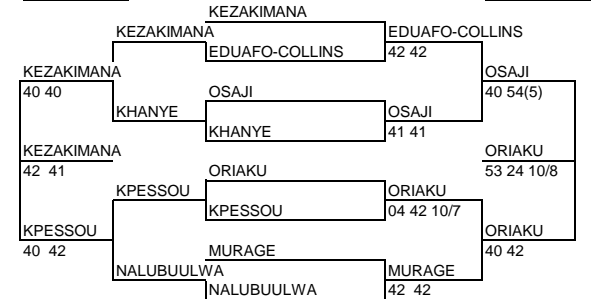 KEZAKIMANA
KEZAKIMANA EDUAFO-COLLINS
EDUAFO-COLLINS 42 42
KEZAKIMANA OSAJI
40 40 OSAJI 40 54(5)
KHANYE OSAJI
KHANYE 41 41
KEZAKIMANA ORIAKU
42 41 ORIAKU 53 24 10/8
KPESSOU ORIAKU
KPESSOU 04 42 10/7
KPESSOU ORIAKU
40 42 MURAGE 40 42
NALUBUULWA MURAGE
NALUBUULWA 42 42